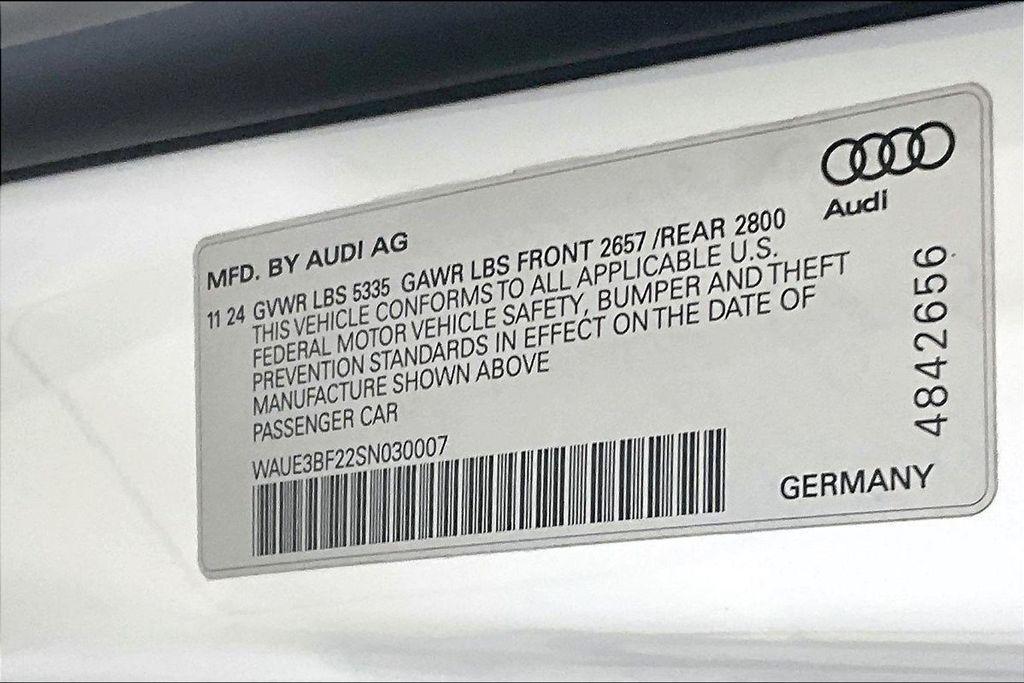 Audi
MFD. BY AUDI AG
11 24 GVWR LBS 5335 GAWR LBS FRONT 2657 /REAR 2800
THIS VEHICLE CONFORMS TO ALL APPLICABLE U.S.
FEDERAL MOTOR VEHICLE SAFETY, BUMPER AND THEFT
PREVENTION STANDARDS IN EFFECT ON THE DATE OF
MANUFACTURE SHOWN ABOVE
PASSENGER CAR
WAUE3BF22SN030007
GERMANY
4842656